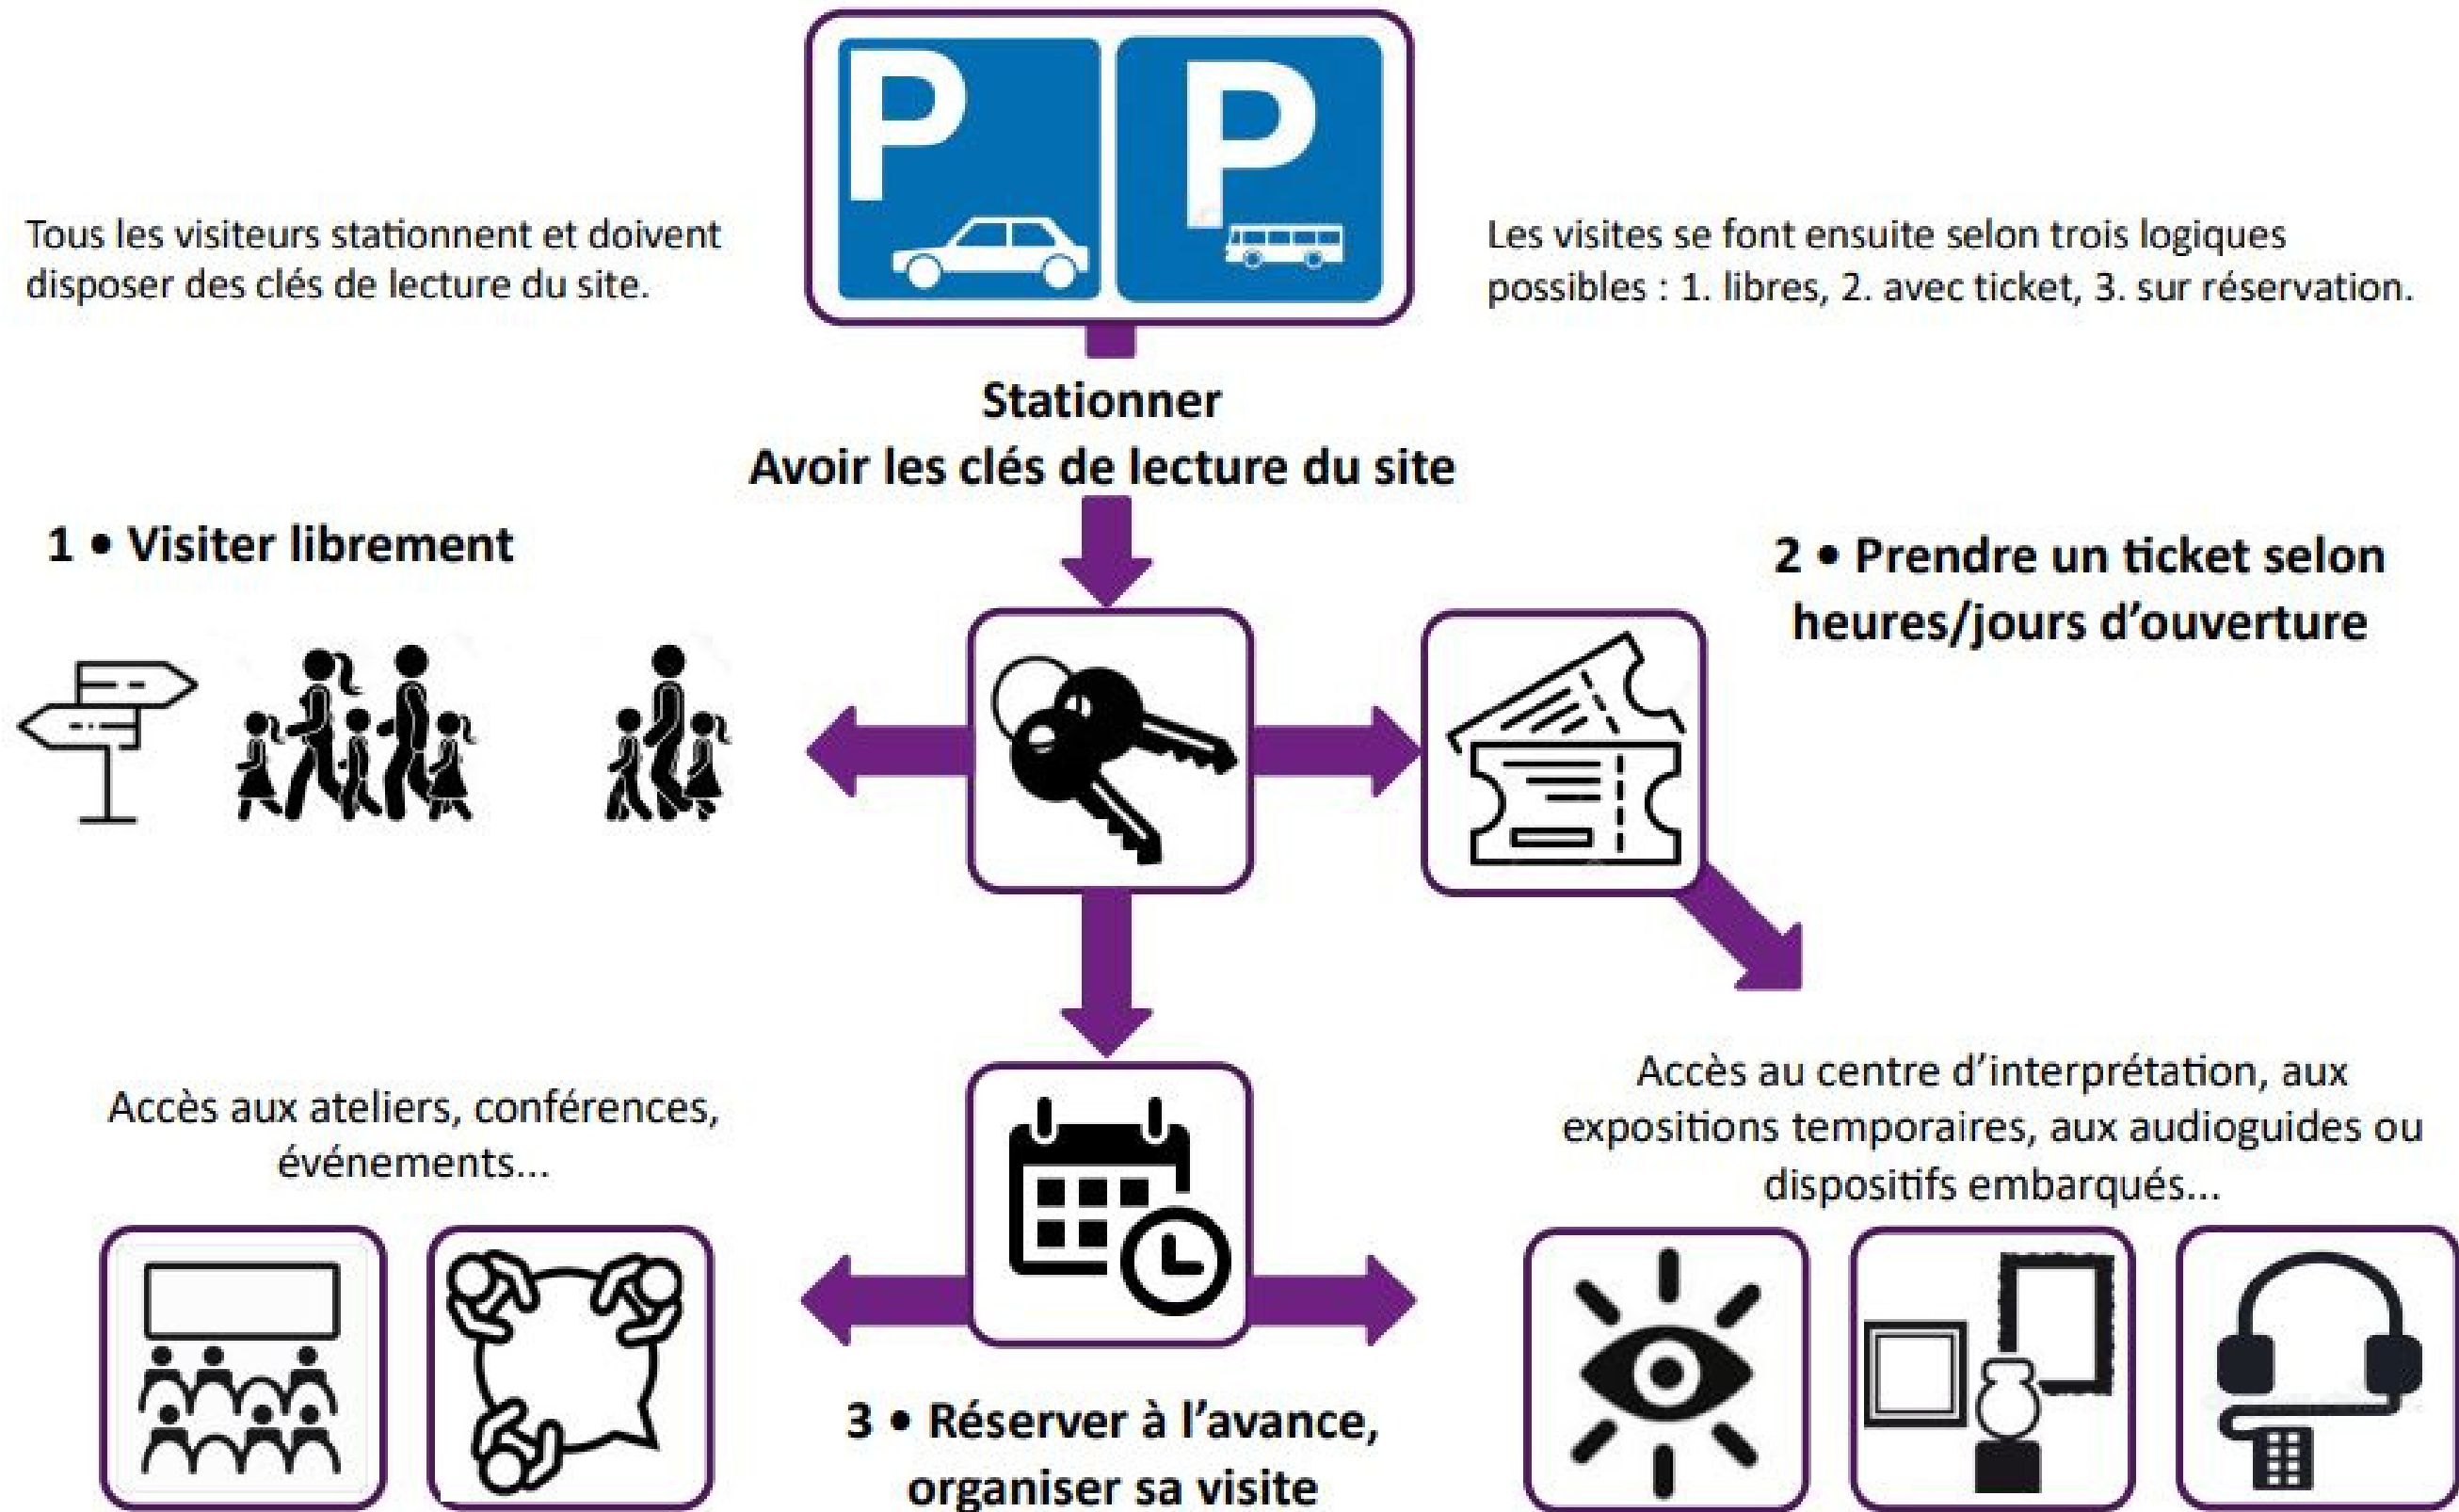 P
P
Tous les visiteurs stationnent et doivent
disposer des clés de lecture du site.
Les visites se font ensuite selon trois logiques
possibles : 1. libres, 2. avec ticket, 3. sur réservation.
Stationner
Avoir les clés de lecture du site
1 • Visiter librement
2 • Prendre un ticket selon
heures/jours d’ouverture
Accès aux ateliers, conférences,
événements...
Accès au centre d’interprétation, aux
expositions temporaires, aux audioguides ou
dispositifs embarqués...
3 • Réserver à l’avance,
organiser sa visite